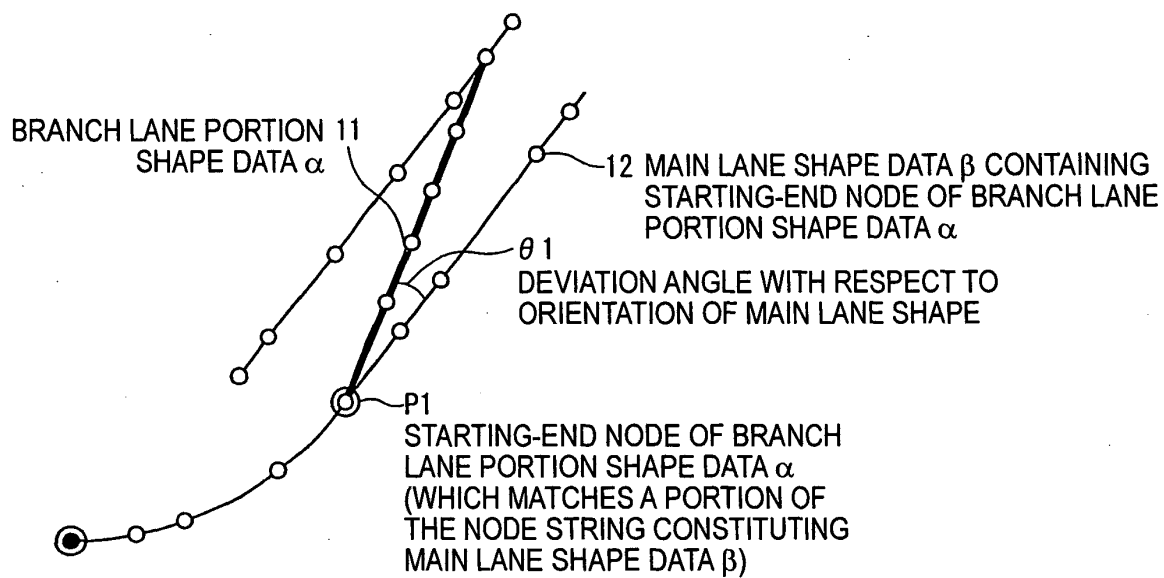 BRANCH LANE PORTION 11
SHAPE DATA α
12 MAIN LANE SHAPE DATA β CONTAINING
STARTING-END NODE OF BRANCH LANE
PORTION SHAPE DATA α
θ1
DEVIATION ANGLE WITH RESPECT TO
ORIENTATION OF MAIN LANE SHAPE
P1
STARTING-END NODE OF BRANCH
LANE PORTION SHAPE DATA α
(WHICH MATCHES A PORTION OF
THE NODE STRING CONSTITUTING
MAIN LANE SHAPE DATA β)